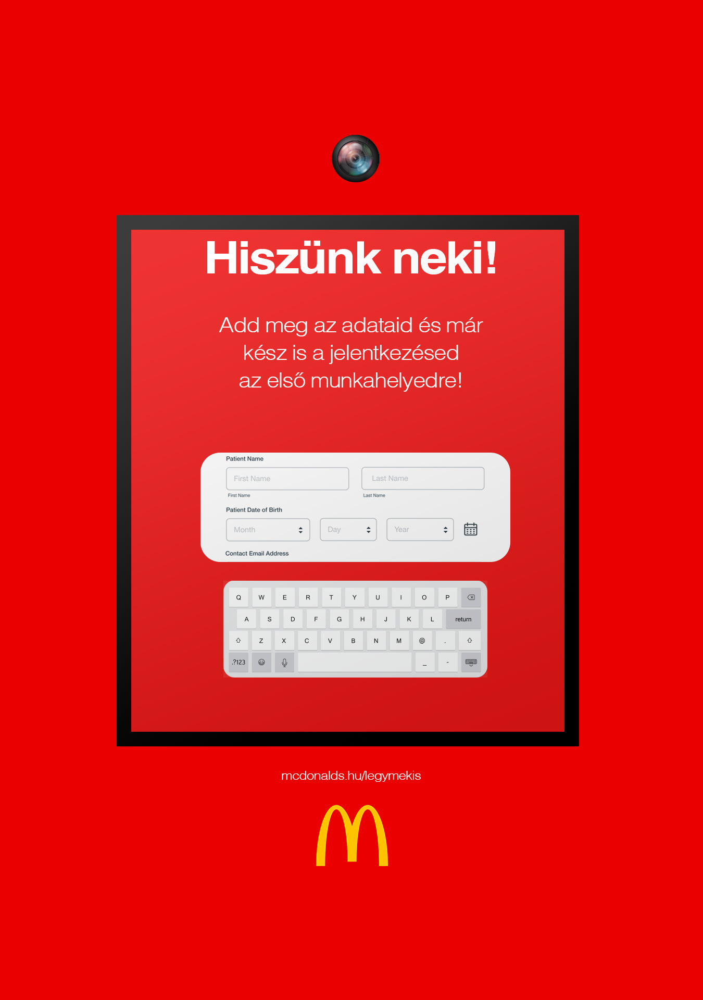 Hiszünk neki!
Add meg az adataid és már
kész is a jelentkezésed
az első munkahelyedre!
Patient Name
First Name Last Name
First Name Last Name
Patient Date of Birth
Month Day Year
Contact Email Address
Q W E R T Y U I O P
A S D F G H J K L return
Z X C V B N M @ .
.?123 _ -
mcdonalds.hu/legymekis